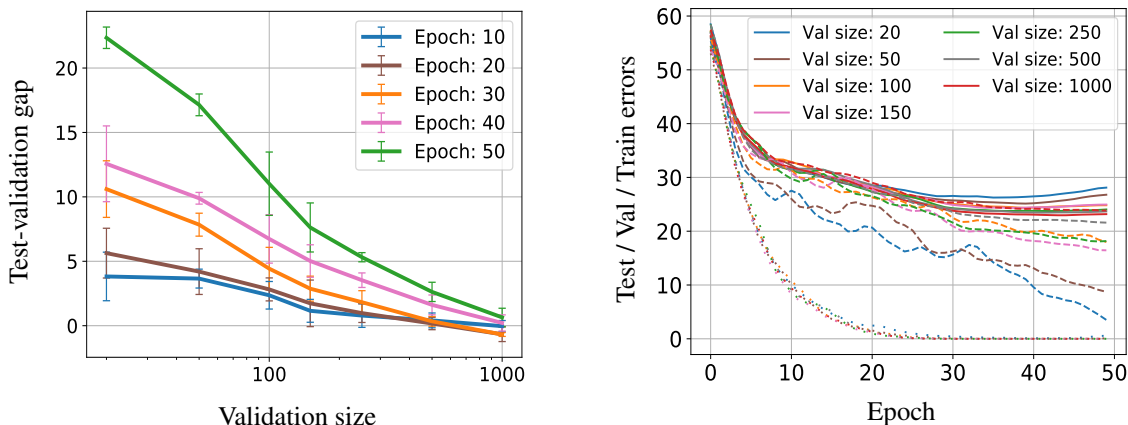 Test-validation gap
20
15
10
5
0
100
1000
Validation size
Epoch: 10
Epoch: 20
Epoch: 30
Epoch: 40
Epoch: 50
Test / Val / Train errors
60
50
40
30
20
10
0
0 10 20 30 40 50
Epoch
Val size: 20
Val size: 50
Val size: 100
Val size: 150
Val size: 250
Val size: 500
Val size: 1000